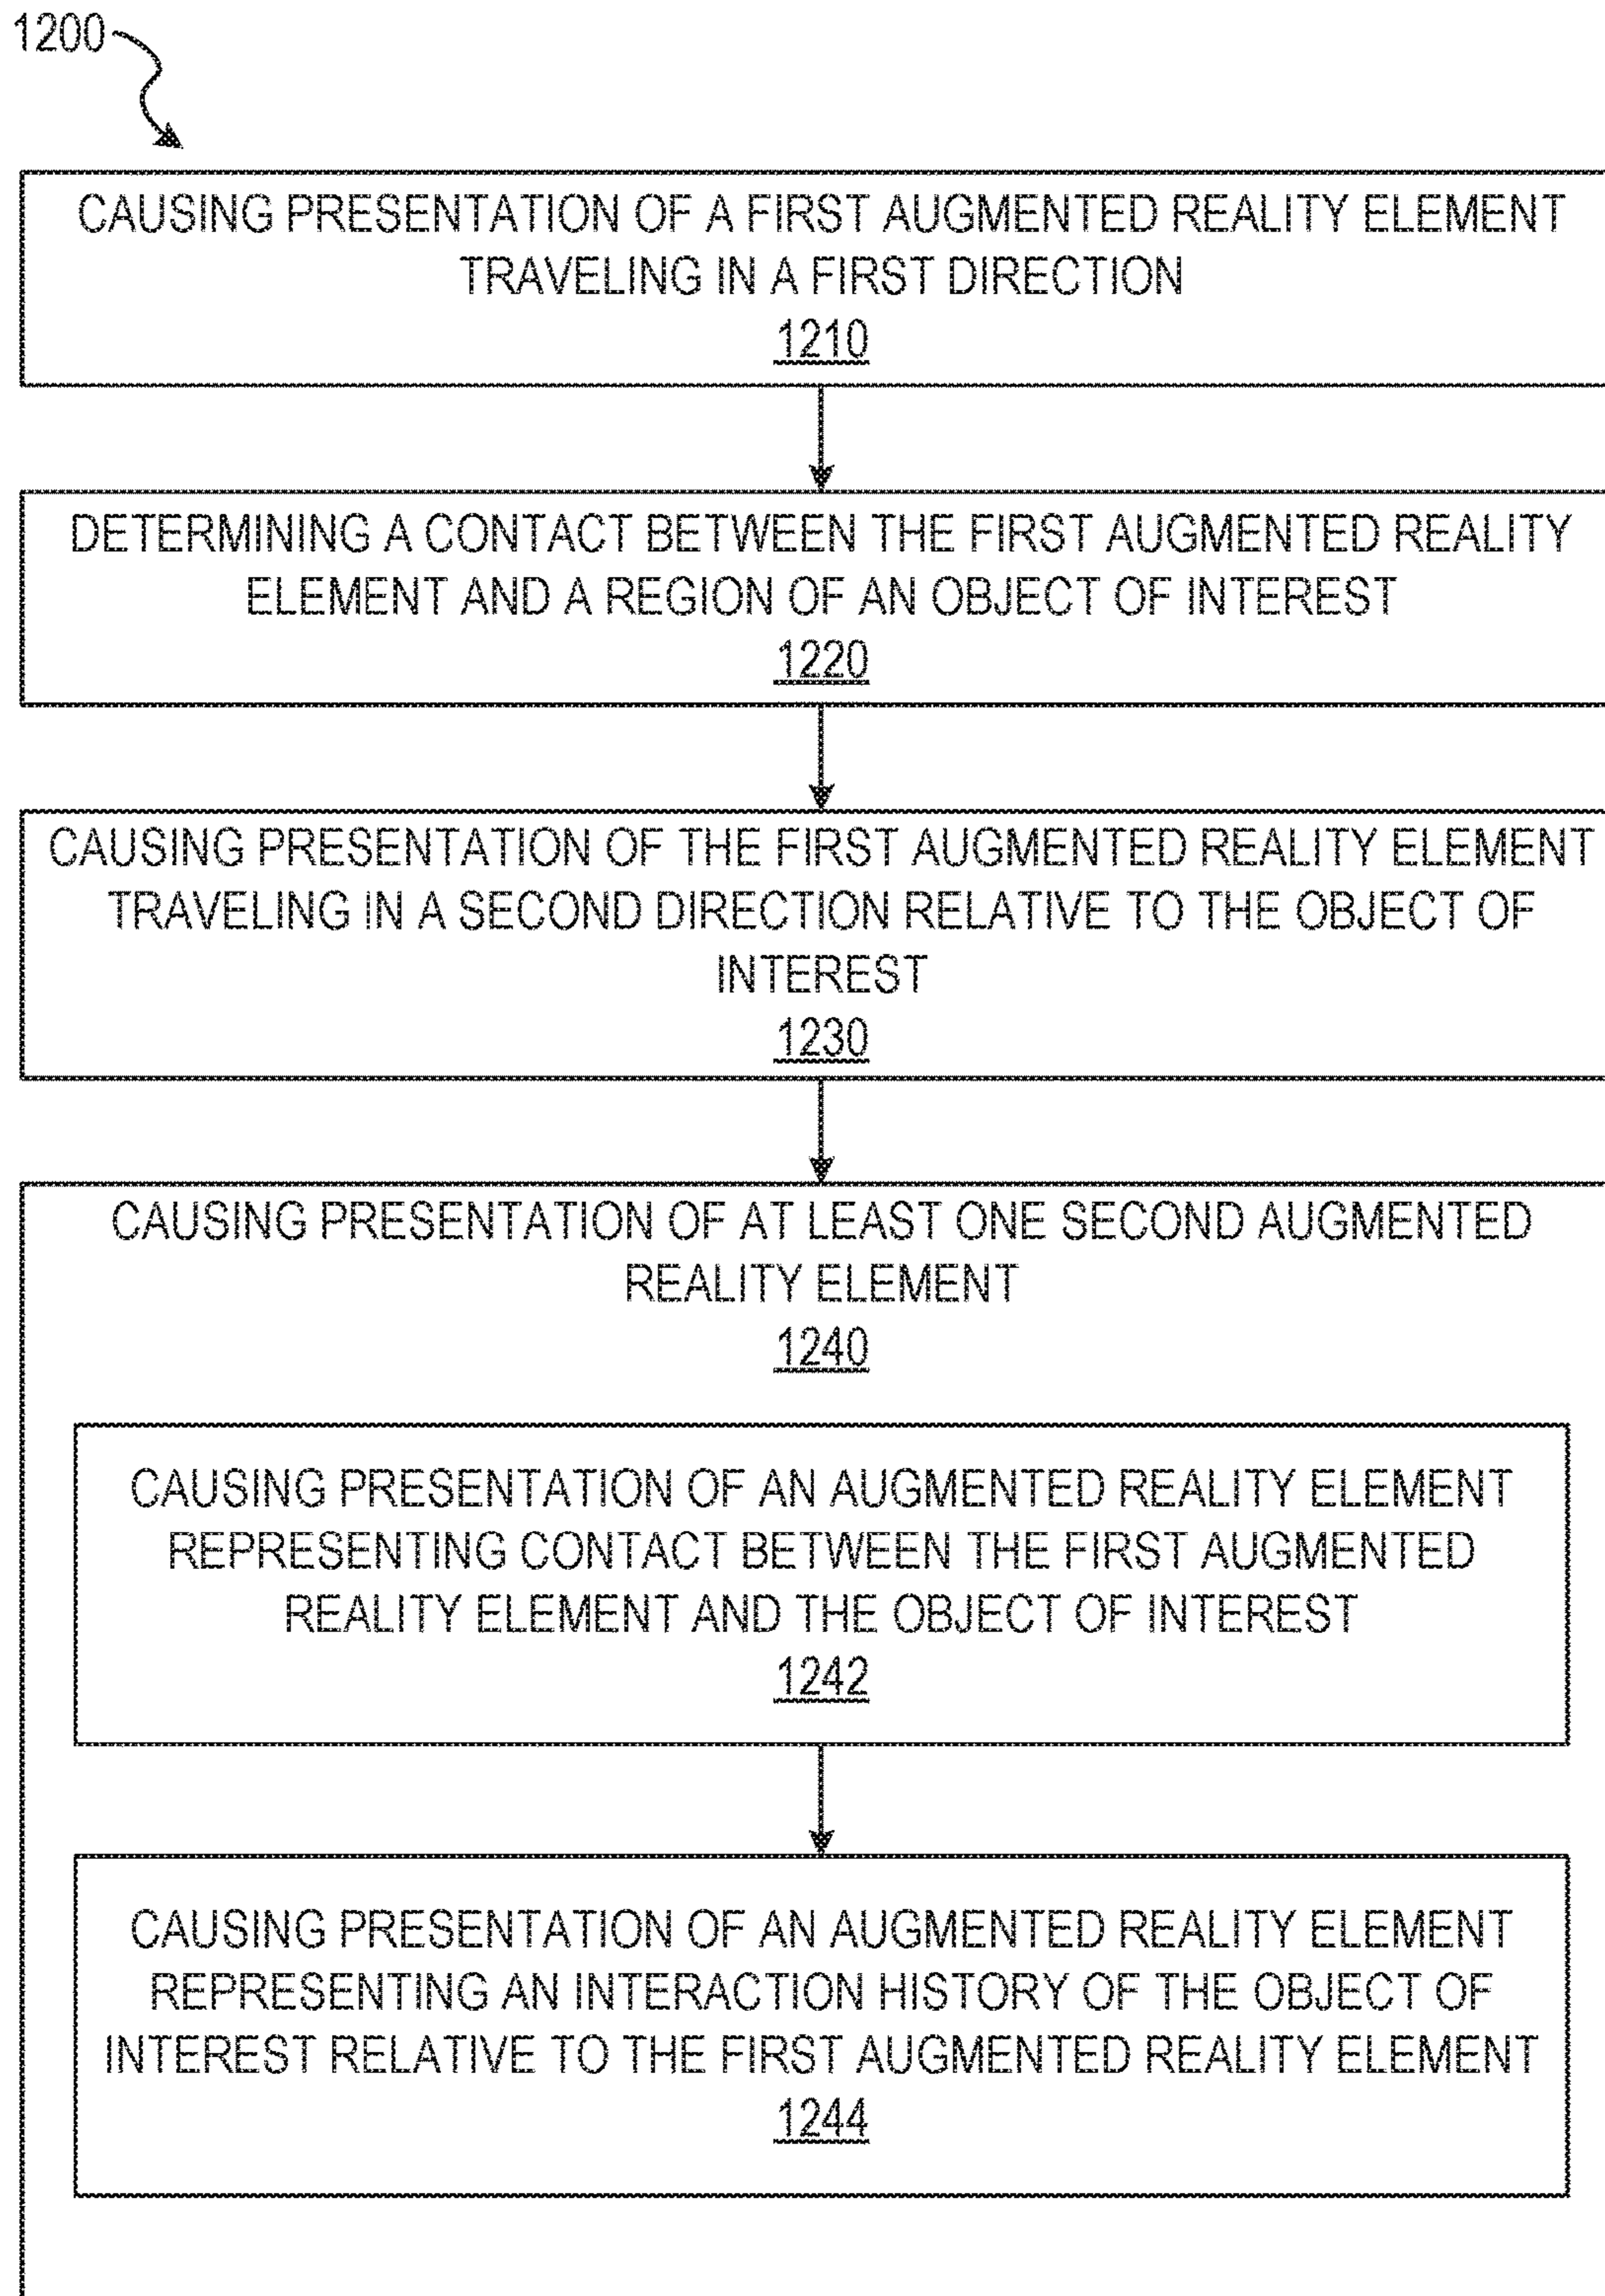 1200
CAUSING PRESENTATION OF A FIRST AUGMENTED REALITY ELEMENT
TRAVELING IN A FIRST DIRECTION
1210
DETERMINING A CONTACT BETWEEN THE FIRST AUGMENTED REALITY
ELEMENT AND A REGION OF AN OBJECT OF INTEREST
1220
CAUSING PRESENTATION OF THE FIRST AUGMENTED REALITY ELEMENT
TRAVELING IN A SECOND DIRECTION RELATIVE TO THE OBJECT OF
INTEREST
1230
CAUSING PRESENTATION OF AT LEAST ONE SECOND AUGMENTED
REALITY ELEMENT
1240
CAUSING PRESENTATION OF AN AUGMENTED REALITY ELEMENT
REPRESENTING CONTACT BETWEEN THE FIRST AUGMENTED
REALITY ELEMENT AND THE OBJECT OF INTEREST
1242
CAUSING PRESENTATION OF AN AUGMENTED REALITY ELEMENT
REPRESENTING AN INTERACTION HISTORY OF THE OBJECT OF
INTEREST RELATIVE TO THE FIRST AUGMENTED REALITY ELEMENT
1244